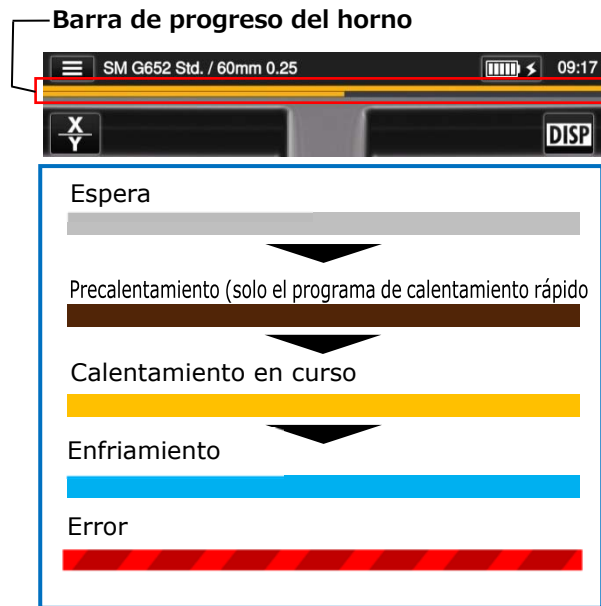 Barra de progreso del horno
SM G652 Std. / 60mm 0.25
09:17
X
Y
DISP
Espera
Precalentamiento (solo el programa de calentamiento rápido
Calentamiento en curso
Enfriamiento
Error